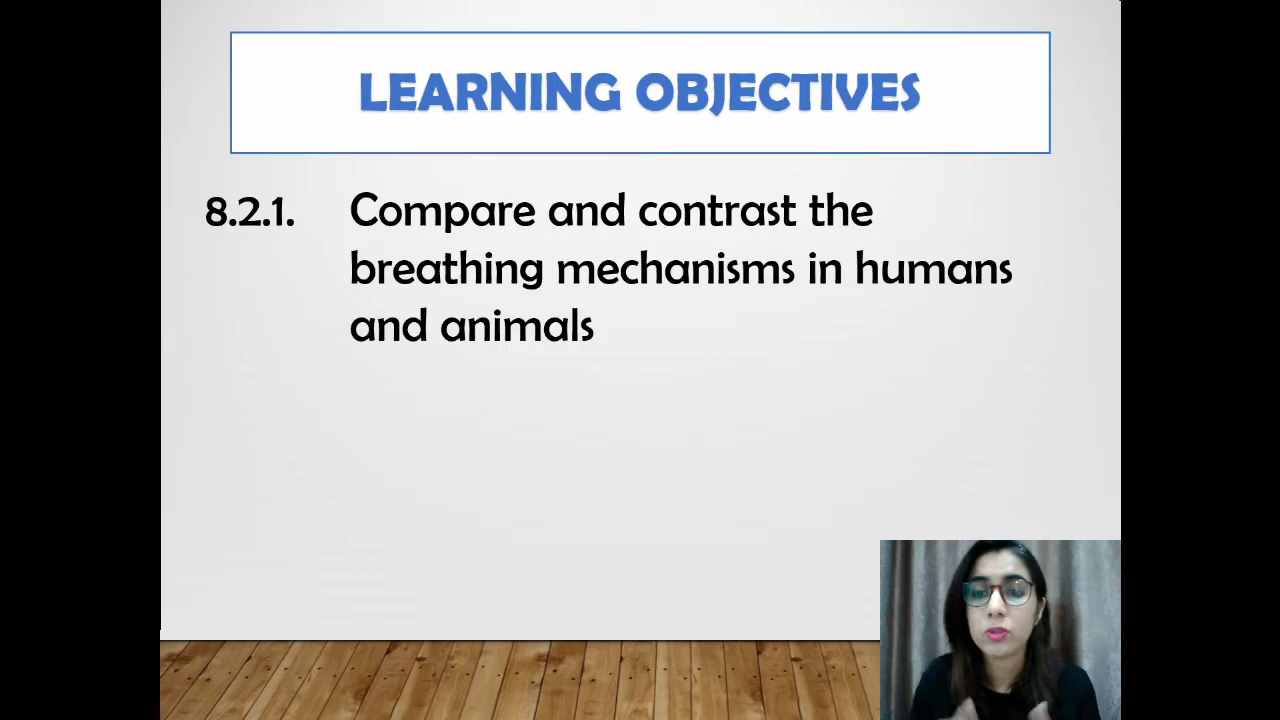 LEARNING OBJECTIVES
8.2.1. Compare and contrast the
breathing mechanisms in humans
and animals